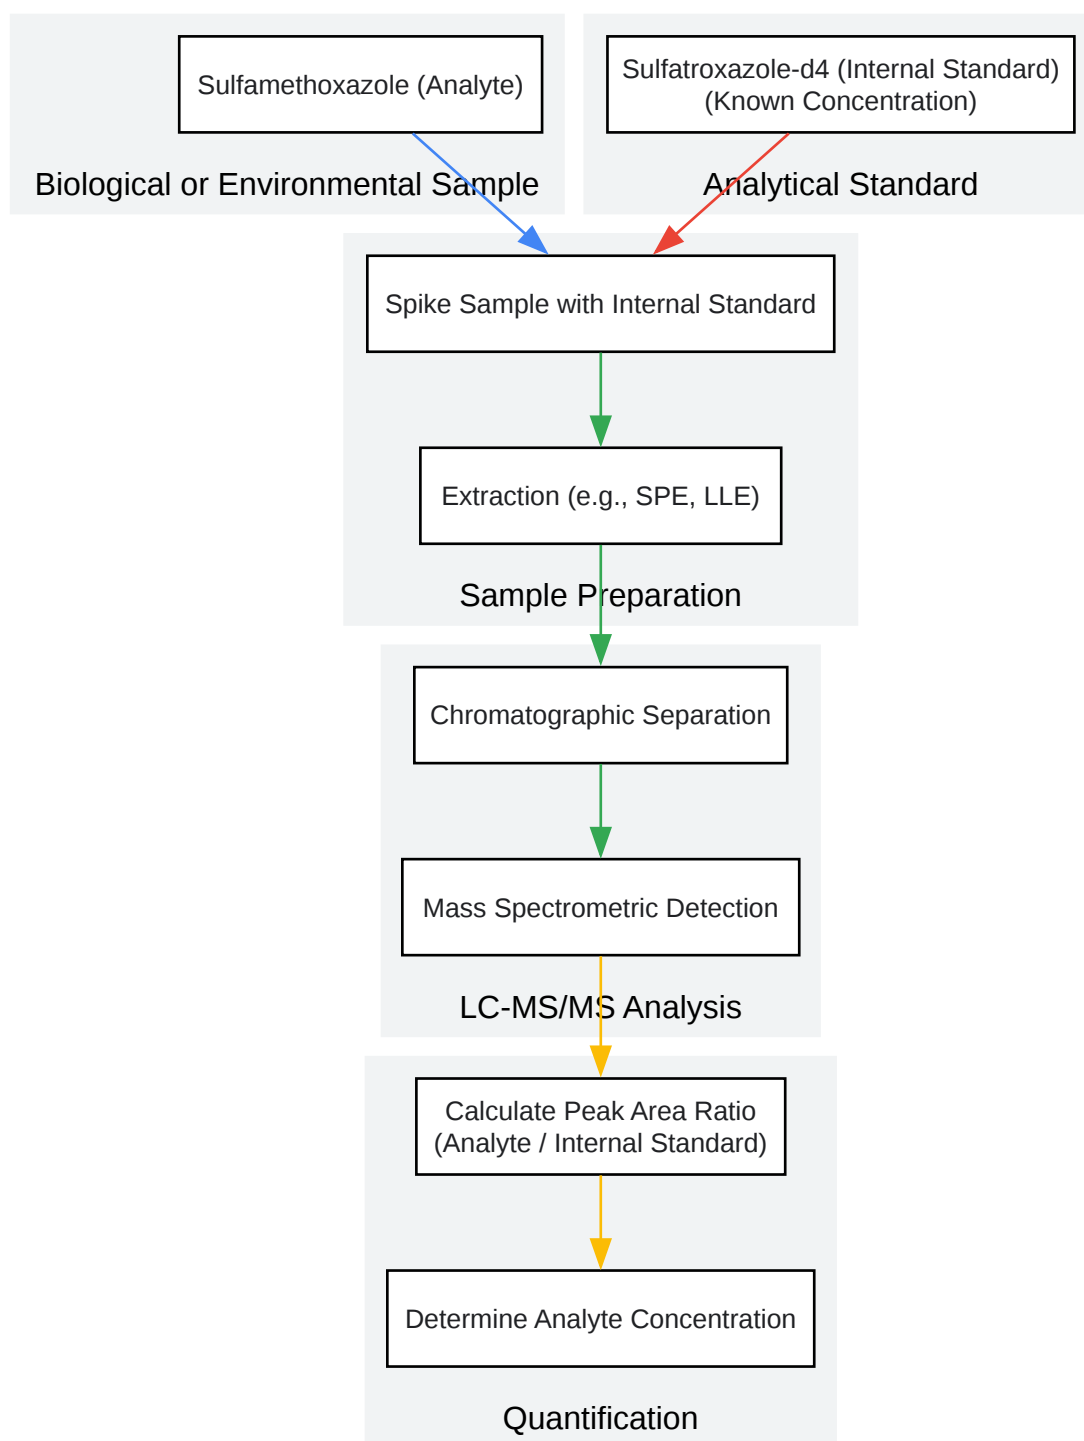 Sulfamethoxazole (Analyte)
Biological or Environmental Sample
Sulfatroxazole-d4 (Internal Standard)
(Known Concentration)
Analytical Standard
Spike Sample with Internal Standard
Extraction (e.g., SPE, LLE)
Sample Preparation
Chromatographic Separation
Mass Spectrometric Detection
LC-MS/MS Analysis
Calculate Peak Area Ratio
(Analyte / Internal Standard)
Determine Analyte Concentration
Quantification